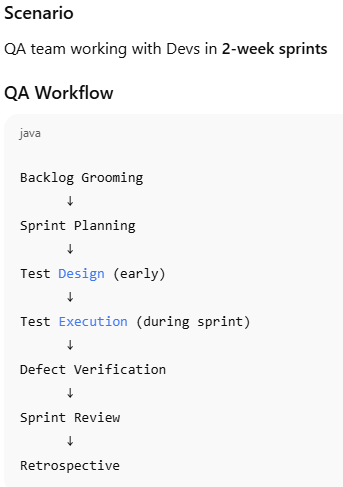 Scenario
QA team working with Devs in 2-week sprints
QA Workflow
java
Backlog Grooming
↓
Sprint Planning
↓
Test Design (early)
↓
Test Execution (during sprint)
↓
Defect Verification
↓
Sprint Review
↓
Retrospective